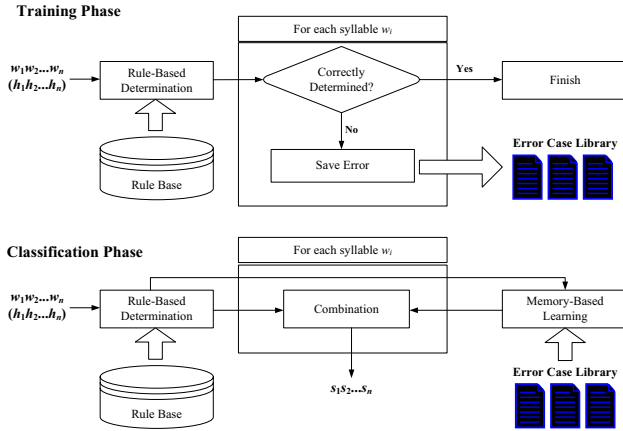 Training Phase
For each syllable wᵢ
w₁w₂...wₙ
(h₁h₂...hₙ)
Rule-Based
Determination
Correctly
Determined?
Yes
Finish
No
Save Error
Error Case Library
Rule Base
Classification Phase
For each syllable wᵢ
w₁w₂...wₙ
(h₁h₂...hₙ)
Rule-Based
Determination
Combination
Memory-Based
Learning
Rule Base
s₁s₂...sₙ
Error Case Library